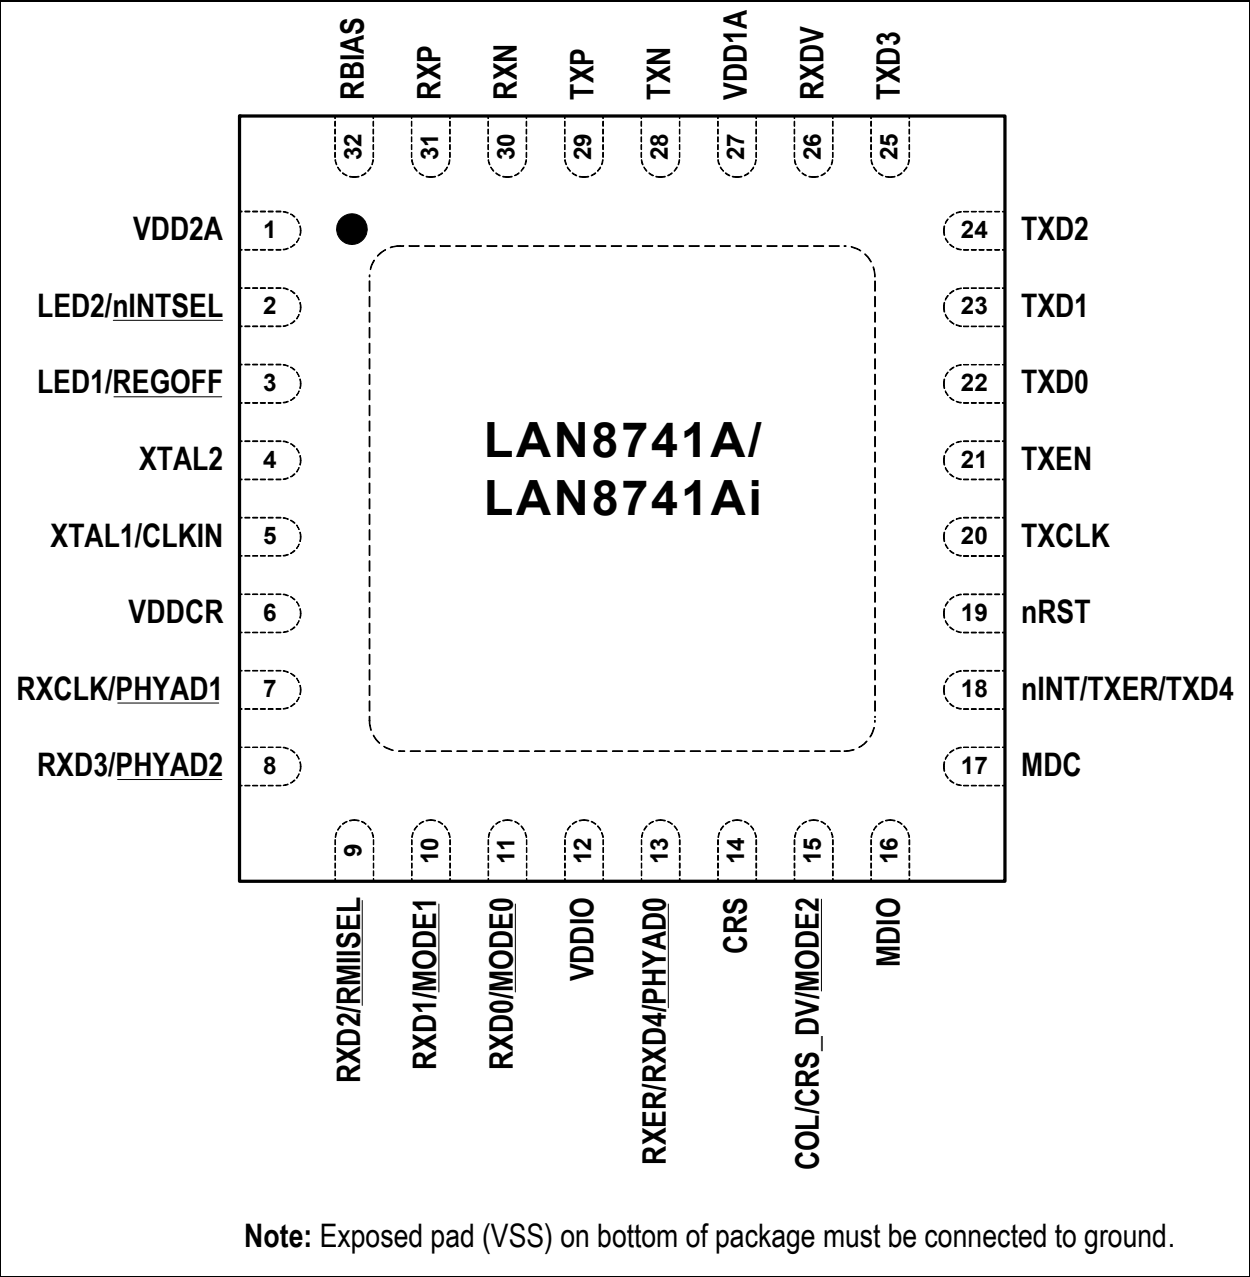 RBIAS
RXP
RXN
TXP
TXN
VDD1A
RXDV
TXD3
32
31
30
29
28
27
26
25
VDD2A 1
LED2/nINTSEL 2
LED1/REGOFF 3
XTAL2 4
XTAL1/CLKIN 5
VDDCR 6
RXCLK/PHYAD1 7
RXD3/PHYAD2 8
LAN8741A/
LAN8741Ai
24 TXD2
23 TXD1
22 TXD0
21 TXEN
20 TXCLK
19 nRST
18 nINT/TXER/TXD4
17 MDC
9
10
11
12
13
14
15
16
RXD2/RMIISEL
RXD1/MODE1
RXD0/MODE0
VDDIO
RXER/RXD4/PHYAD0
CRS
COL/CRS_DV/MODE2
MDIO
Note: Exposed pad (VSS) on bottom of package must be connected to ground.